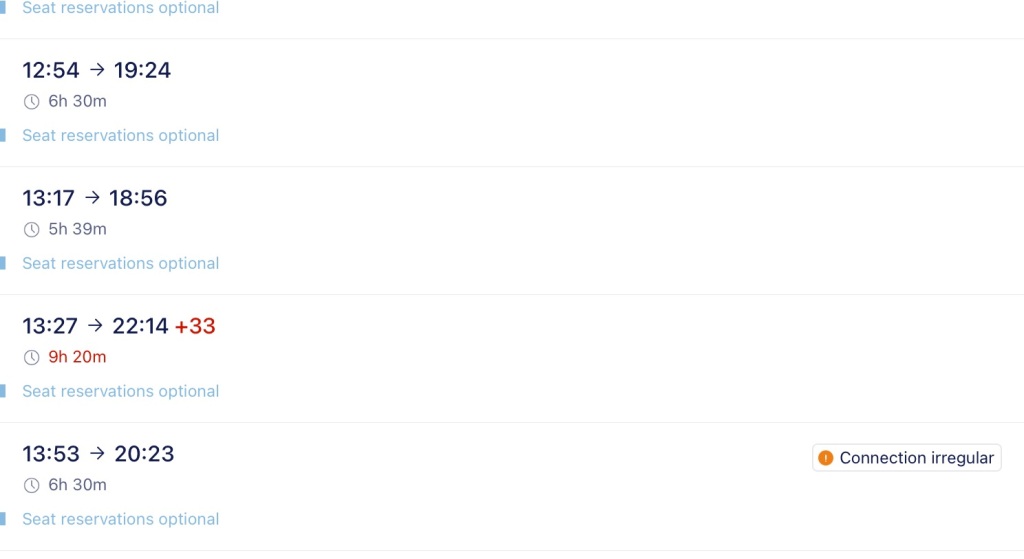 Seat reservations optional
12:54 → 19:24
6h 30m
Seat reservations optional
13:17 → 18:56
5h 39m
Seat reservations optional
13:27 → 22:14 +33
9h 20m
Seat reservations optional
13:53 → 20:23
Connection irregular
6h 30m
Seat reservations optional